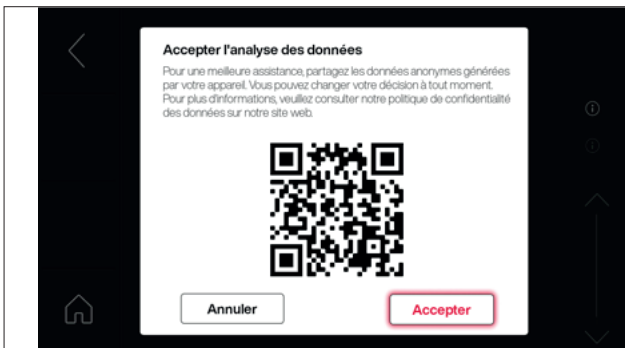 Accepter l'analyse des données
Pour une meilleure assistance, partagez les données anonymes générées
par votre appareil. Vous pouvez changer votre décision à tout moment.
Pour plus d'informations, veuillez consulter notre politique de confidentialité
des données sur notre site web.
Annuler
Accepter